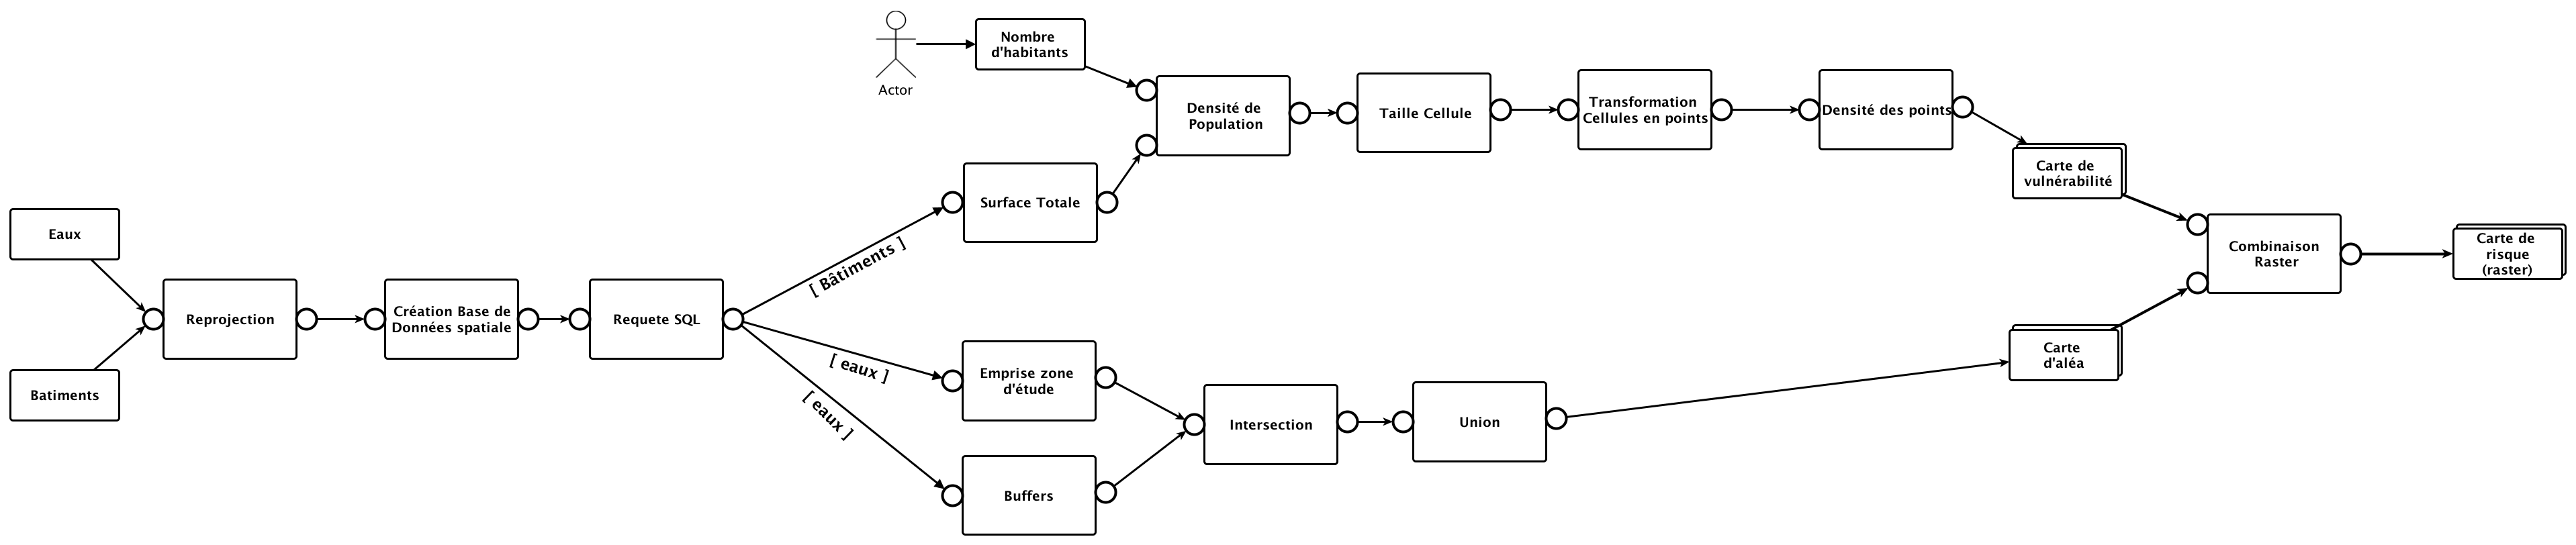 Eaux
Batiments
Reprojection
Création Base de
Données spatiale
Requete SQL
[ Bâtiments ]
[ eaux ]
[ eaux ]
Actor
Nombre
d'habitants
Surface Totale
Densité de
Population
Taille Cellule
Transformation
Cellules en points
Densité des points
Carte de
vulnérabilité
Emprise zone
d'étude
Buffers
Intersection
Union
Carte
d'aléa
Combinaison
Raster
Carte de
risque
(raster)